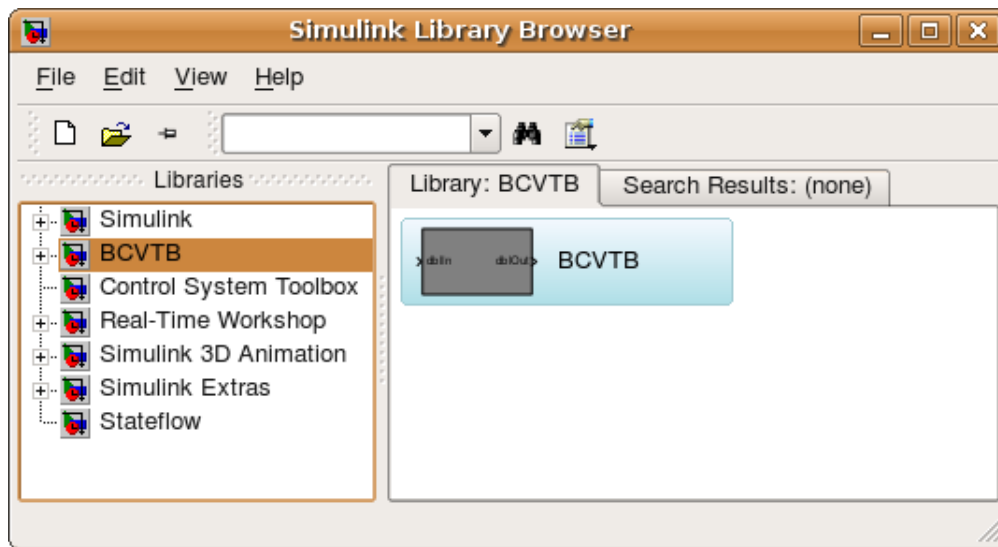 Simulink Library Browser
File Edit View Help
Libraries
Library: BCVTB
Search Results: (none)
Simulink
BCVTB
Control System Toolbox
Real-Time Workshop
Simulink 3D Animation
Simulink Extras
Stateflow
dblIn dblOut
BCVTB